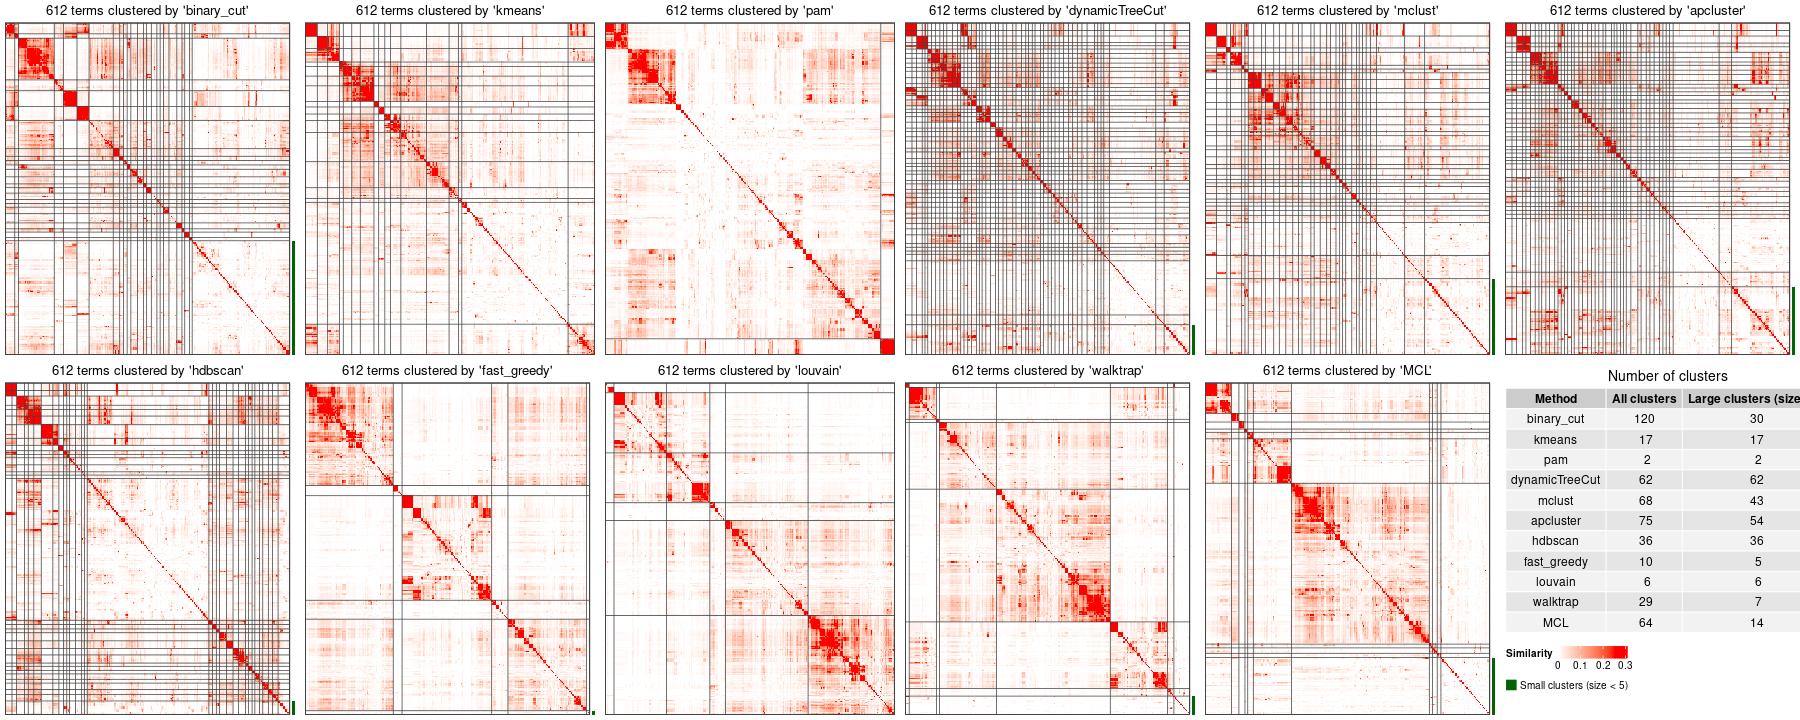 612 terms clustered by 'binary_cut'
612 terms clustered by 'kmeans'
612 terms clustered by 'pam'
612 terms clustered by 'dynamicTreeCut'
612 terms clustered by 'mclust'
612 terms clustered by 'apcluster'
612 terms clustered by 'hdbscan'
612 terms clustered by 'fast_greedy'
612 terms clustered by 'louvain'
612 terms clustered by 'walktrap'
612 terms clustered by 'MCL'
Number of clusters
Method All clusters Large clusters (size
binary_cut 120 30
kmeans 17 17
pam 2 2
dynamicTreeCut 62 62
mclust 68 43
apcluster 75 54
hdbscan 36 36
fast_greedy 10 5
louvain 6 6
walktrap 29 7
MCL 64 14
Similarity
0 0.1 0.2 0.3
Small clusters (size < 5)